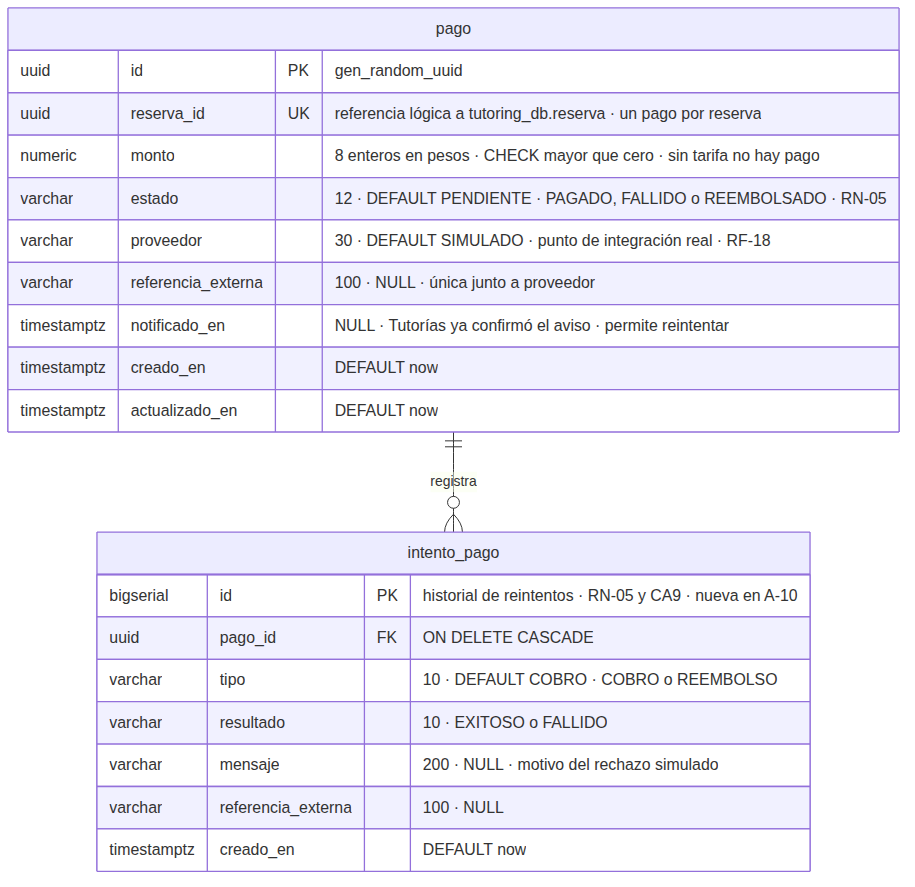 pago
uuid id PK gen_random_uuid
uuid reserva_id UK referencia lógica a tutoring_db.reserva · un pago por reserva
numeric monto 8 enteros en pesos · CHECK mayor que cero · sin tarifa no hay pago
varchar estado 12 · DEFAULT PENDIENTE · PAGADO, FALLIDO o REEMBOLSADO · RN-05
varchar proveedor 30 · DEFAULT SIMULADO · punto de integración real · RF-18
varchar referencia_externa 100 · NULL · única junto a proveedor
timestamptz notificado_en NULL · Tutorías ya confirmó el aviso · permite reintentar
timestamptz creado_en DEFAULT now
timestamptz actualizado_en DEFAULT now
registra
intento_pago
bigserial id PK historial de reintentos · RN-05 y CA9 · nueva en A-10
uuid pago_id FK ON DELETE CASCADE
varchar tipo 10 · DEFAULT COBRO · COBRO o REEMBOLSO
varchar resultado 10 · EXITOSO o FALLIDO
varchar mensaje 200 · NULL · motivo del rechazo simulado
varchar referencia_externa 100 · NULL
timestamptz creado_en DEFAULT now